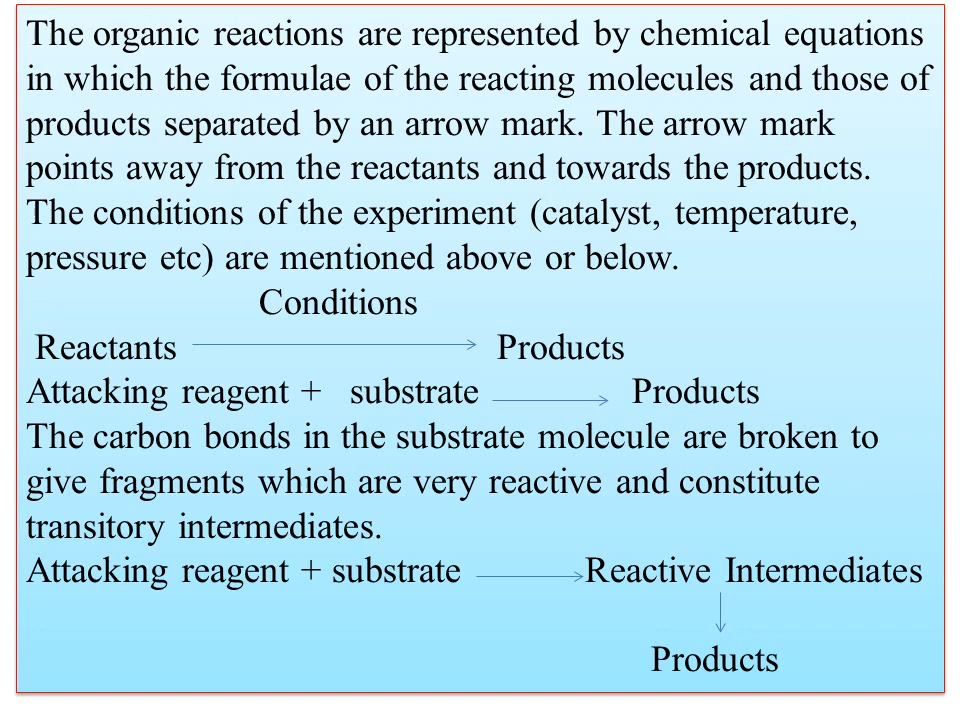 The organic reactions are represented by chemical equations
in which the formulae of the reacting molecules and those of
products separated by an arrow mark. The arrow mark
points away from the reactants and towards the products.
The conditions of the experiment (catalyst, temperature,
pressure etc) are mentioned above or below.
Conditions
Reactants Products
Attacking reagent + substrate Products
The carbon bonds in the substrate molecule are broken to
give fragments which are very reactive and constitute
transitory intermediates.
Attacking reagent + substrate Reactive Intermediates
Products